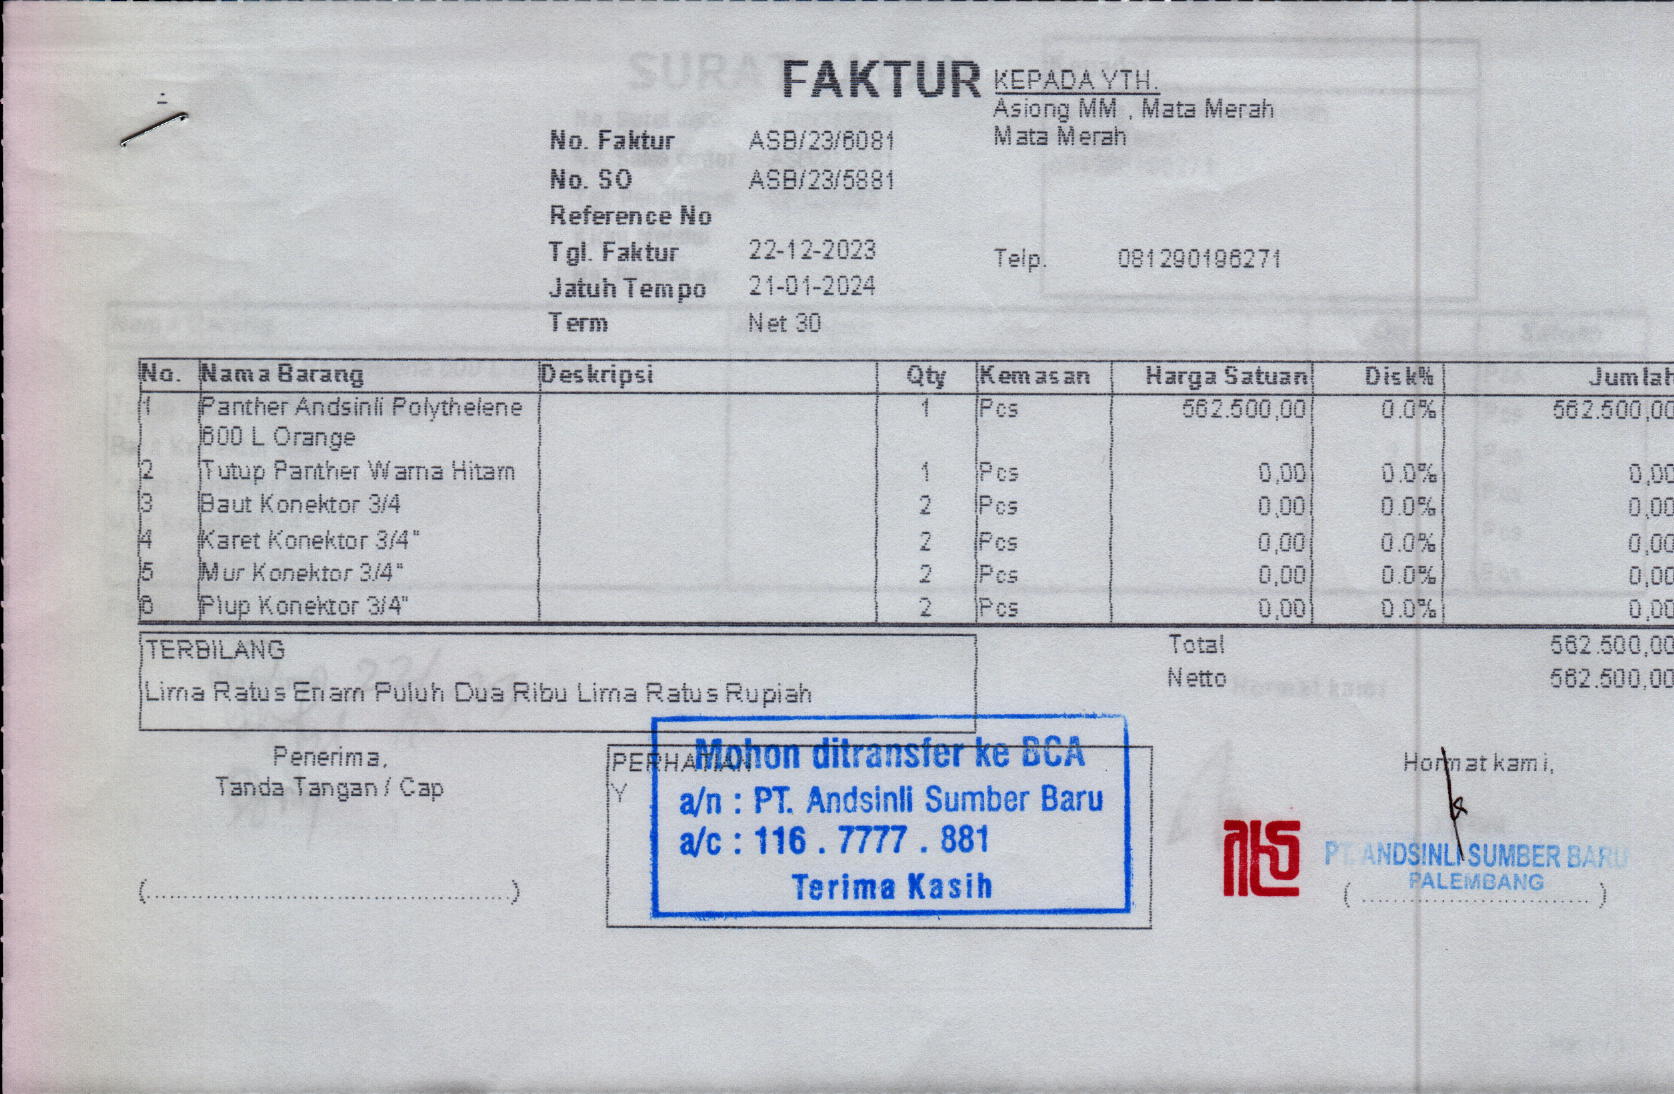 FAKTUR
KEPADA YTH.
Asiong MM , Mata Merah
Mata Merah
No. Faktur ASB/23/6081
No. SO ASB/23/5881
Reference No
Tgl. Faktur 22-12-2023
Telp. 081290196271
Jatuh Tempo 21-01-2024
Term Net 30
No. Nama Barang Deskripsi Qty Kemasan Harga Satuan Disk% Jumlah
1 Panther Andsinli Polythelene 1 Pcs 562.500,00 0.0% 562.500,00
600 L Orange
2 Tutup Panther Warna Hitam 1 Pcs 0,00 0.0% 0,00
3 Baut Konektor 3/4 2 Pcs 0,00 0.0% 0,00
4 Karet Konektor 3/4" 2 Pcs 0,00 0.0% 0,00
5 Mur Konektor 3/4" 2 Pcs 0,00 0.0% 0,00
6 Plup Konektor 3/4" 2 Pcs 0,00 0.0% 0,00
TERBILANG
Lima Ratus Enam Puluh Dua Ribu Lima Ratus Rupiah
Total 562.500,00
Netto 562.500,00
Penerima,
Tanda Tangan / Cap
(..............................................)
PERHATIAN
Y
Mohon ditransfer ke BCA
a/n : PT. Andsinli Sumber Baru
a/c : 116 . 7777 . 881
Terima Kasih
Hormat kami,
PT. ANDSINLI SUMBER BARU
PALEMBANG
( ............................. )